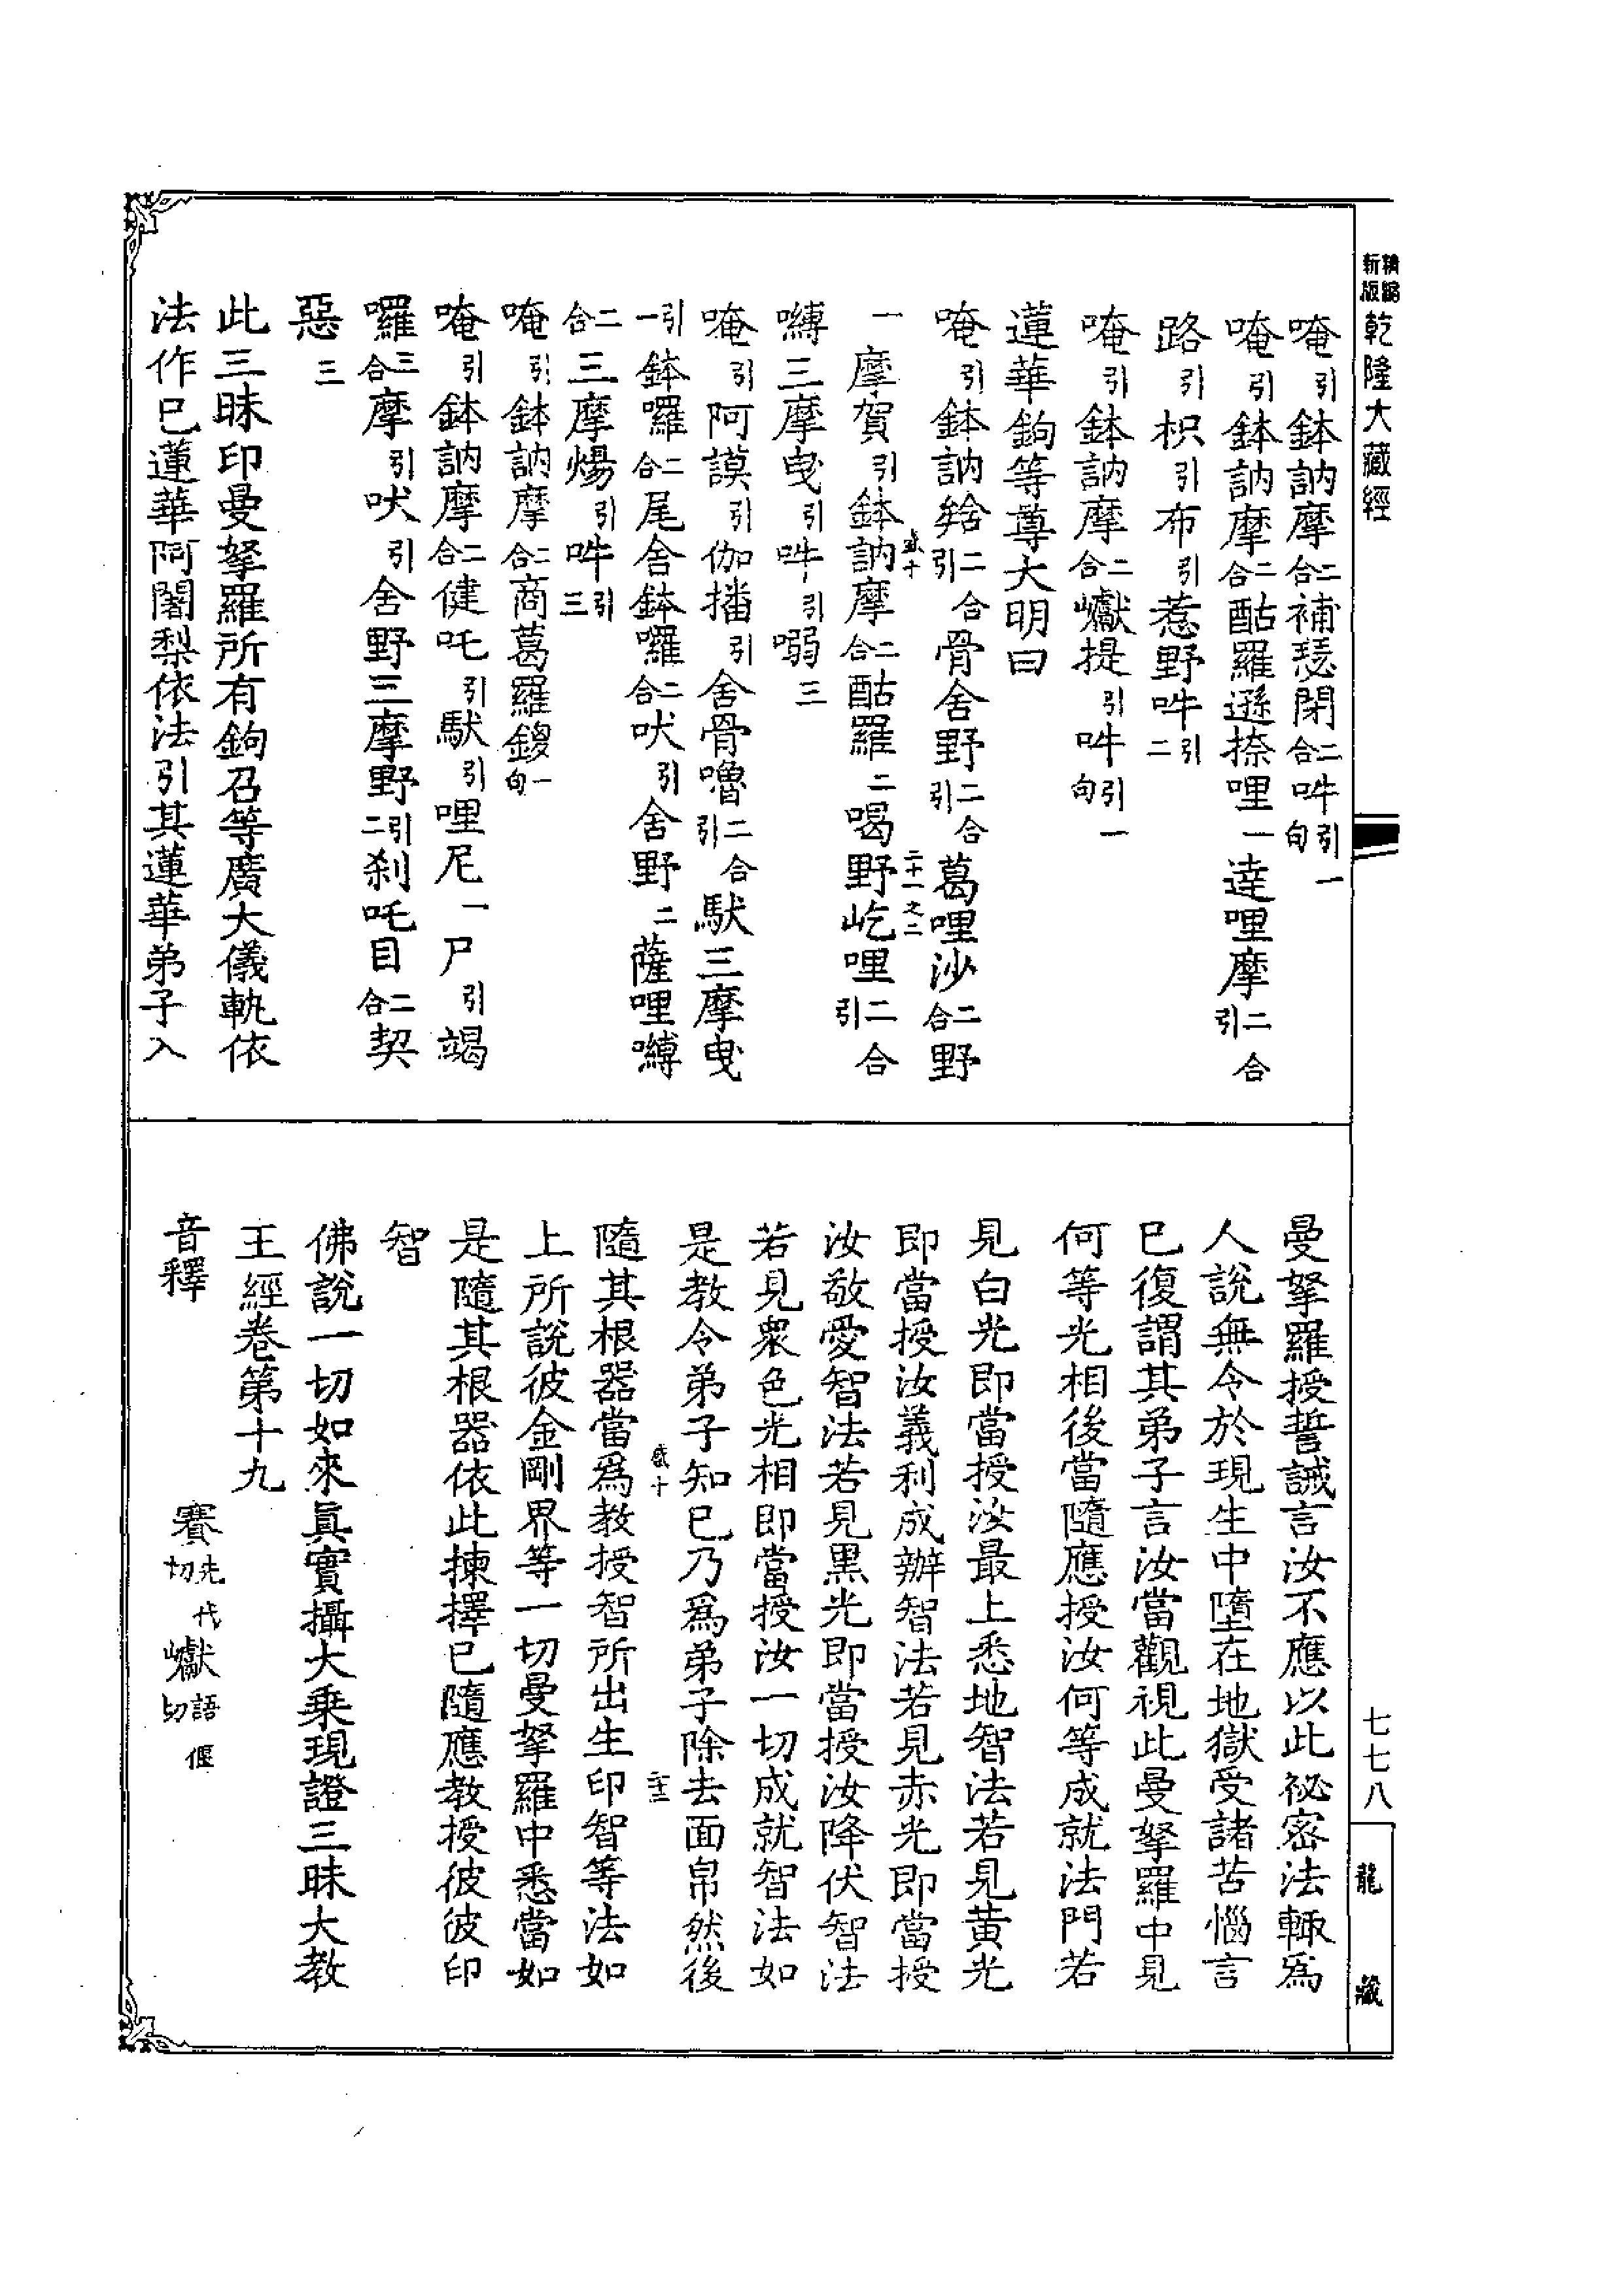 新版精縮乾隆大藏經
唵引鉢訥摩二合補瑟閉二合吽引一句
唵引鉢訥摩二合酤羅遜捺哩一達哩摩二合引
路引枳引布引惹野吽引二
唵引鉢訥摩二合巘提引吽引一句
蓮華鉤等尊大明曰
唵引鉢訥䤈二合引骨舍野二合引葛哩沙二合野
一摩賀引鉢訥摩二合酤羅二喝野屹哩二合引
嚩三摩曳引吽引嗍三
唵引阿謨引伽播引舍骨嚕二合引馱三摩曳
引一鉢囉二合尾舍鉢囉二合吠引舍野二薩哩嚩
二合三摩煬引吽引三
唵引鉢訥摩二合商葛羅鍐一句
唵引鉢訥摩二合健吒引馱引哩尼一尸引竭
囉三合摩引吠引舍野三摩野引二刹吒目二合契
惡三
此三昧印曼拏羅所有鉤召等廣大儀軌依
法作已蓮華阿闍梨依法引其蓮華弟子入
曼拏羅授誓誡言汝不應以此祕密法輒爲
人說無令於現生中墮在地獄受諸苦惱言
已復謂其弟子言汝當觀視此曼拏羅中見
何等光相後當隨應授汝何等成就法門若
見白光即當授汝最上悉地智法若見黃光
即當授汝義利成辦智法若見赤光即當授
汝敬愛智法若見黑光即當授汝降伏智法
若見衆色光相即當授汝一切成就智法如
是教令弟子知已乃爲弟子除去面帛然後
隨其根器當爲教授智所出生印智等法如
上所說彼金剛界等一切曼拏羅中悉當如
是隨其根器依此揀擇已隨應教授彼彼印
智
佛說一切如來眞實攝大乘現證三昧大教
王經卷第十九
音釋
賽先代切巘語偃切
七七八
龍藏